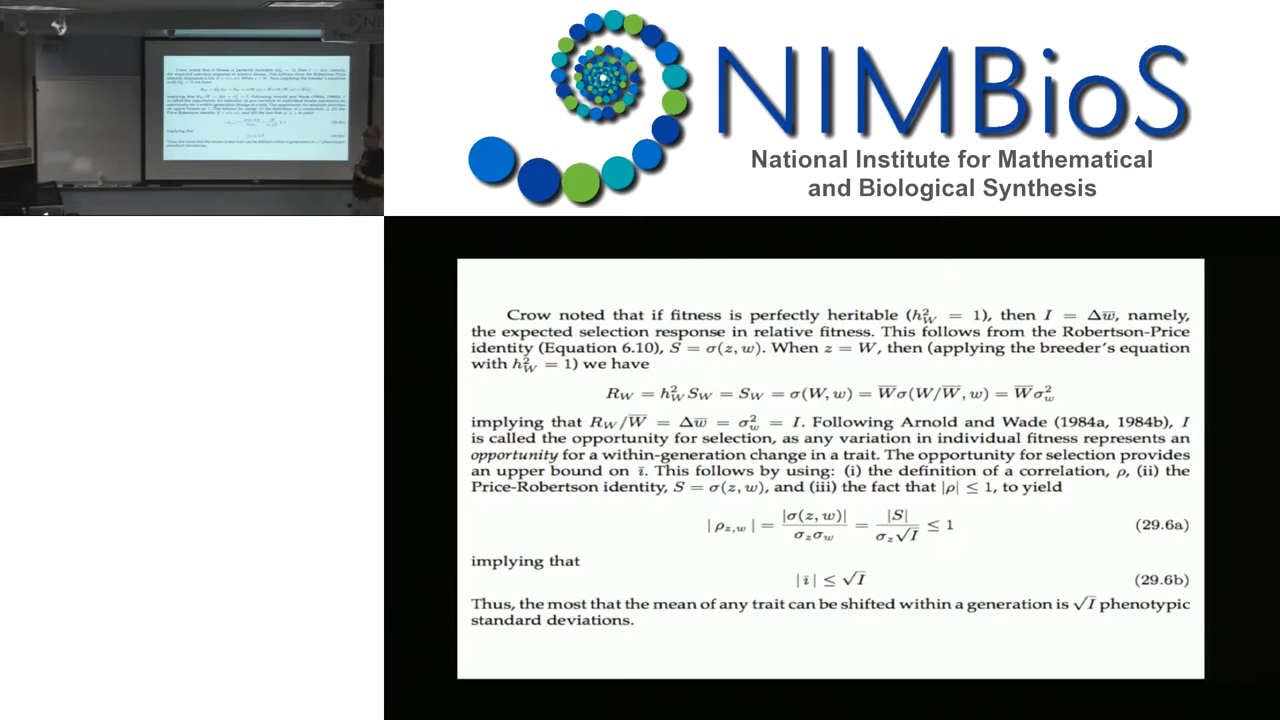 NIMBioS
National Institute for Mathematical
and Biological Synthesis
Crow noted that if fitness is perfectly heritable (h²_W = 1), then I = Δw̅, namely,
the expected selection response in relative fitness. This follows from the Robertson-Price
identity (Equation 6.10), S = σ(z, w). When z = W, then (applying the breeder's equation
with h²_W = 1) we have
R_W = h²_W S_W = S_W = σ(W, w) = W̅σ(W/W̅, w) = W̅σ²_w
implying that R_W/W̅ = Δw̅ = σ²_w = I. Following Arnold and Wade (1984a, 1984b), I
is called the opportunity for selection, as any variation in individual fitness represents an
opportunity for a within-generation change in a trait. The opportunity for selection provides
an upper bound on ı̅. This follows by using: (i) the definition of a correlation, ρ, (ii) the
Price-Robertson identity, S = σ(z, w), and (iii) the fact that |ρ| ≤ 1, to yield
|ρ_{z,w}| = |σ(z, w)| / σ_zσ_w = |S| / σ_z√I ≤ 1 (29.6a)
implying that
|ı̅| ≤ √I (29.6b)
Thus, the most that the mean of any trait can be shifted within a generation is √I phenotypic
standard deviations.